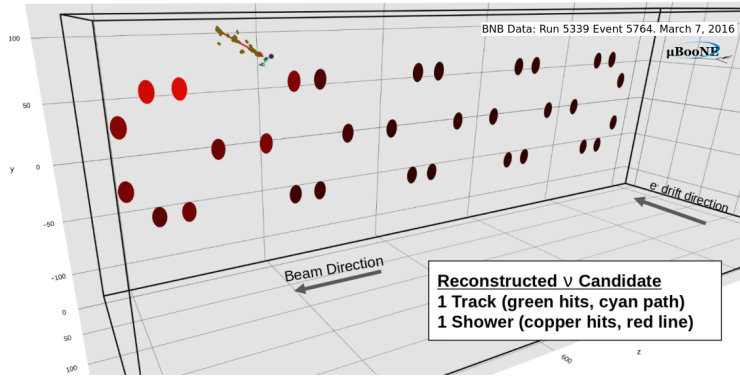 BNB Data: Run 5339 Event 5764. March 7, 2016
μBooNE
100
50
y
0
−50
−100
0
50
100
e⁻ drift direction
Beam Direction
Reconstructed ν Candidate
1 Track (green hits, cyan path)
1 Shower (copper hits, red line)
600
z